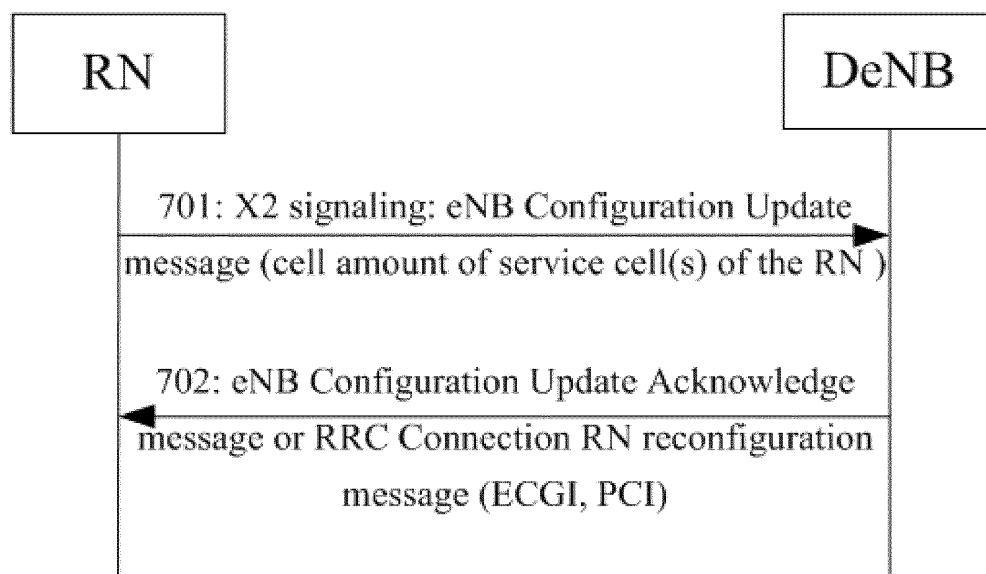 RN
DeNB
701: X2 signaling: eNB Configuration Update
message (cell amount of service cell(s) of the RN )
702: eNB Configuration Update Acknowledge
message or RRC Connection RN reconfiguration
message (ECGI, PCI)